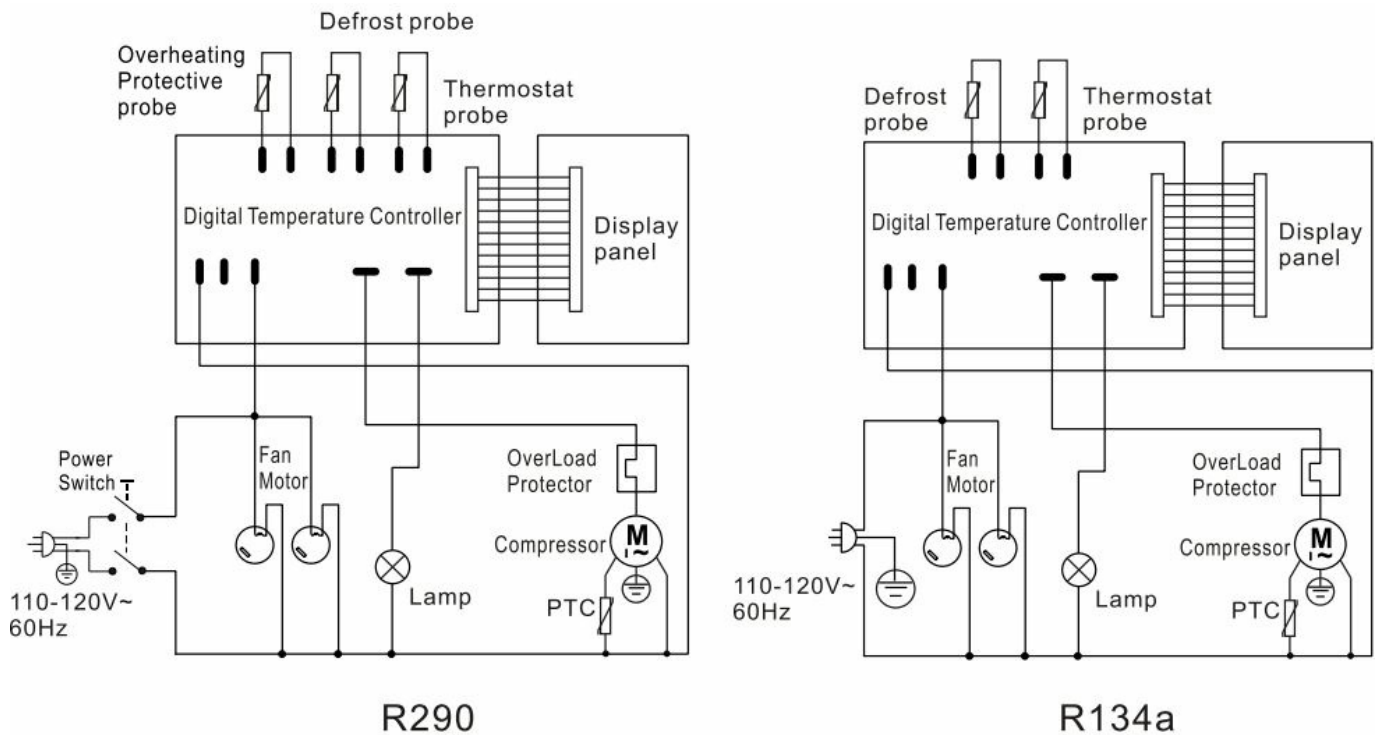 Defrost probe
Overheating
Protective
probe
Thermostat
probe
Digital Temperature Controller
Display
panel
Power
Switch
Fan
Motor
OverLoad
Protector
M
1~
Compressor
PTC
Lamp
110-120V~
60Hz
R290
Defrost
probe
Thermostat
probe
Digital Temperature Controller
Display
panel
Fan
Motor
OverLoad
Protector
M
1~
Compressor
PTC
Lamp
110-120V~
60Hz
R134a